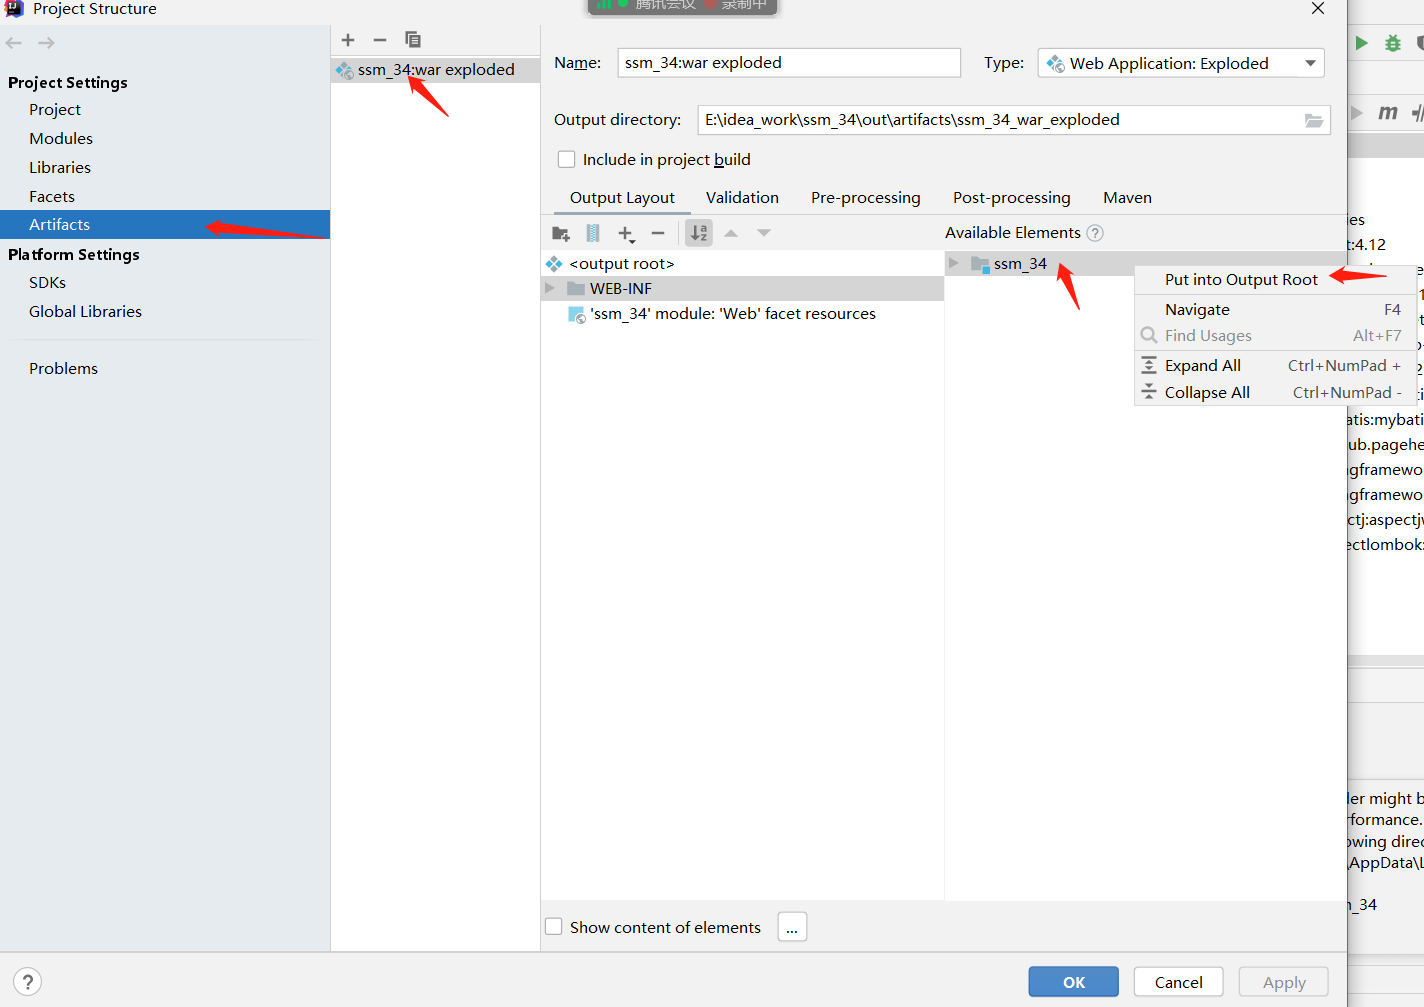 Project Structure
腾讯会议 录制中
Project Settings
Project
Modules
Libraries
Facets
Artifacts
Platform Settings
SDKs
Global Libraries
Problems
ssm_34:war exploded
Name: ssm_34:war exploded Type: Web Application: Exploded
Output directory: E:\idea_work\ssm_34\out\artifacts\ssm_34_war_exploded
Include in project build
Output Layout Validation Pre-processing Post-processing Maven
Available Elements ?
<output root>
WEB-INF
'ssm_34' module: 'Web' facet resources
ssm_34
Put into Output Root
Navigate F4
Find Usages Alt+F7
Expand All Ctrl+NumPad +
Collapse All Ctrl+NumPad -
Show content of elements ...
? OK Cancel Apply
m
ies
t:4.12
atis:mybati
ub.pagehe
gframewo
gframewo
ctj:aspectjw
ectlombok:
ler might b
rformance.
owing direc
\AppData\L
n_34